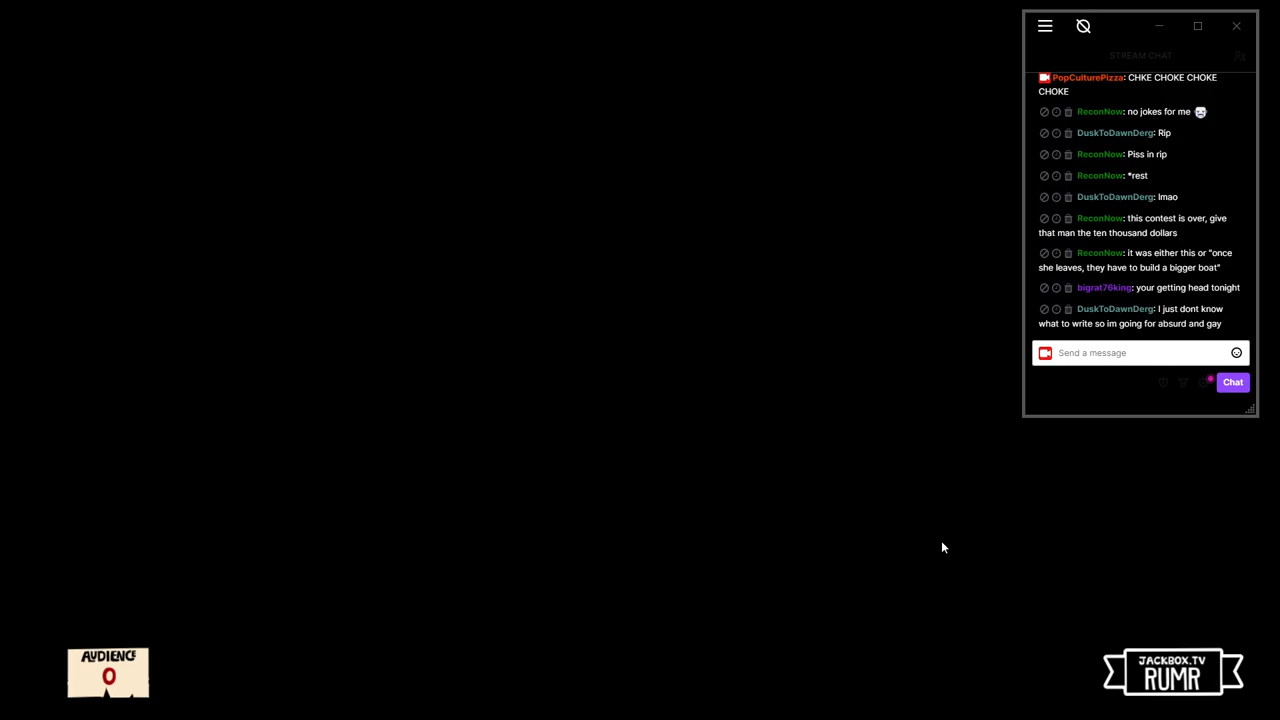 STREAM CHAT
PopCulturePizza: CHKE CHOKE CHOKE
CHOKE
ReconNow: no jokes for me
DuskToDawnDerg: Rip
ReconNow: Piss in rip
ReconNow: *rest
DuskToDawnDerg: lmao
ReconNow: this contest is over, give
that man the ten thousand dollars
ReconNow: it was either this or "once
she leaves, they have to build a bigger boat"
bigrat76king: your getting head tonight
DuskToDawnDerg: I just dont know
what to write so im going for absurd and gay
Send a message
Chat
AUDIENCE
0
JACKBOX.TV
RUMR